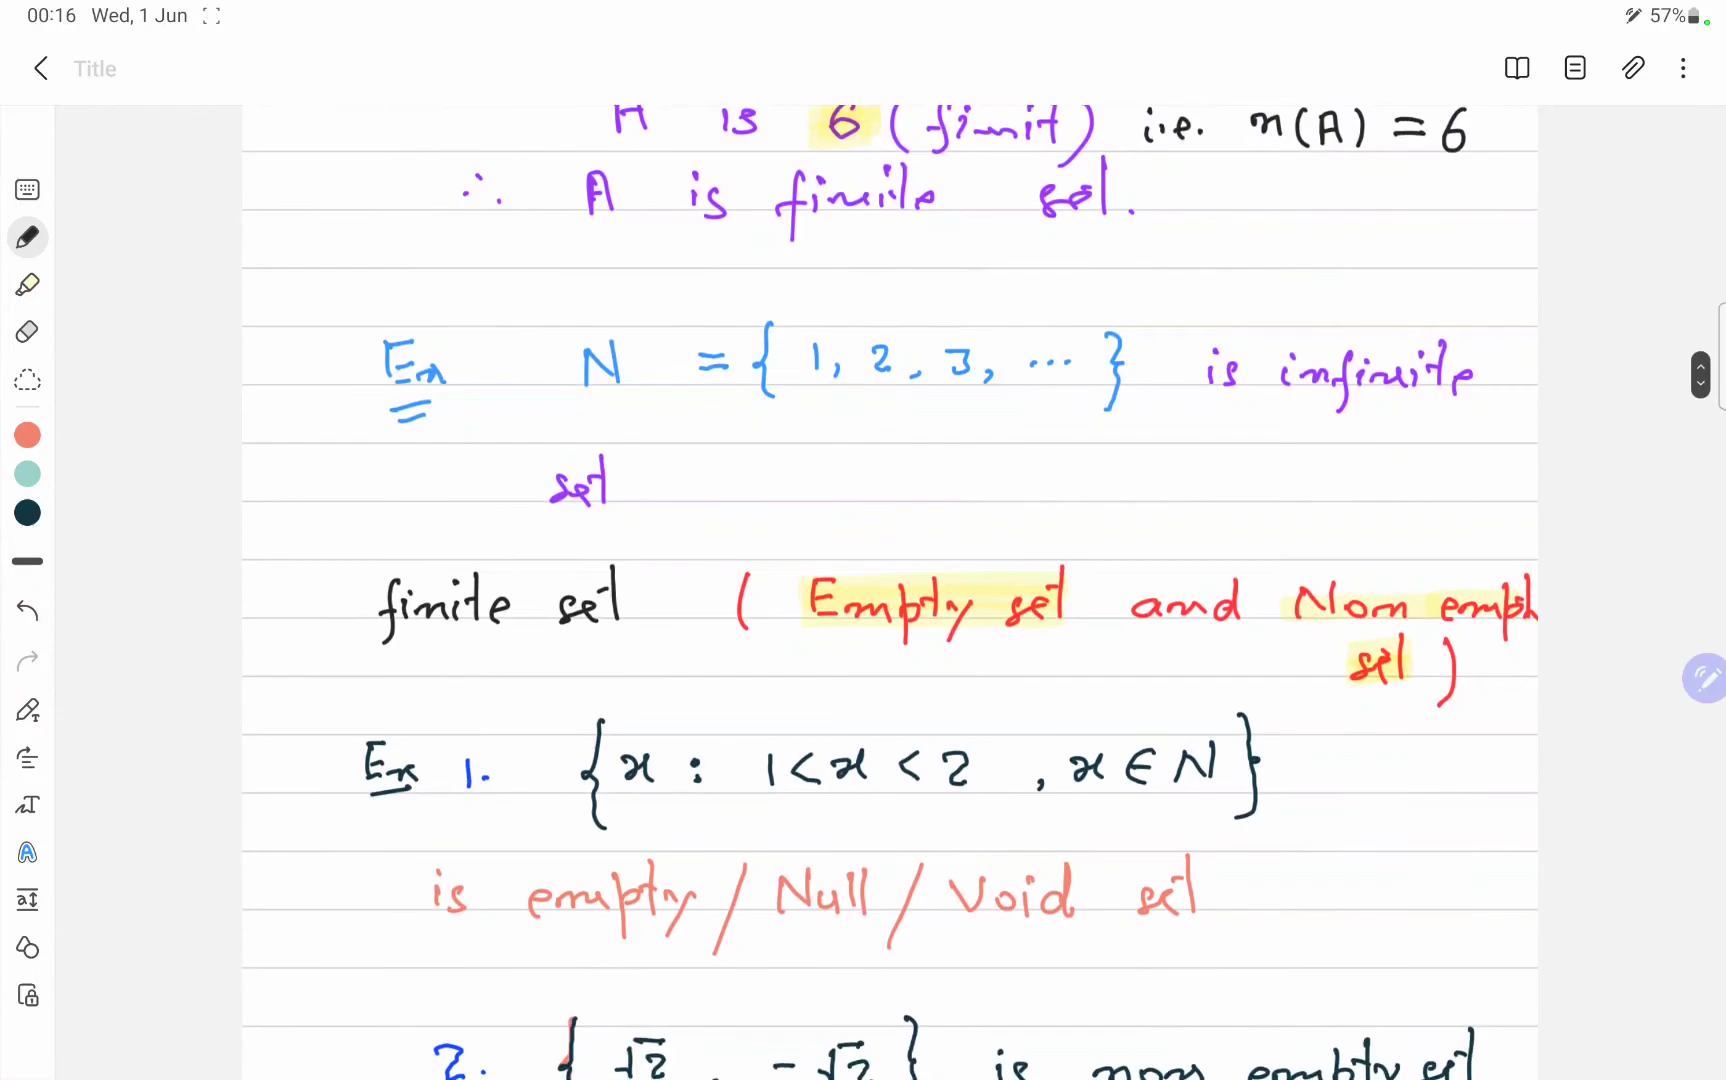 00:16 Wed, 1 Jun 57%
Title
A is 6 (finit) i.e. n(A) = 6
∴ A is finite set.
Ex N = { 1, 2, 3, ... } is infinite
set
finite set ( Empty set and Non empty
set )
Ex 1. { x : 1 < x < 2 , x ∈ N }
is empty / Null / Void set
2. { √2 , -√2 } is non empty set